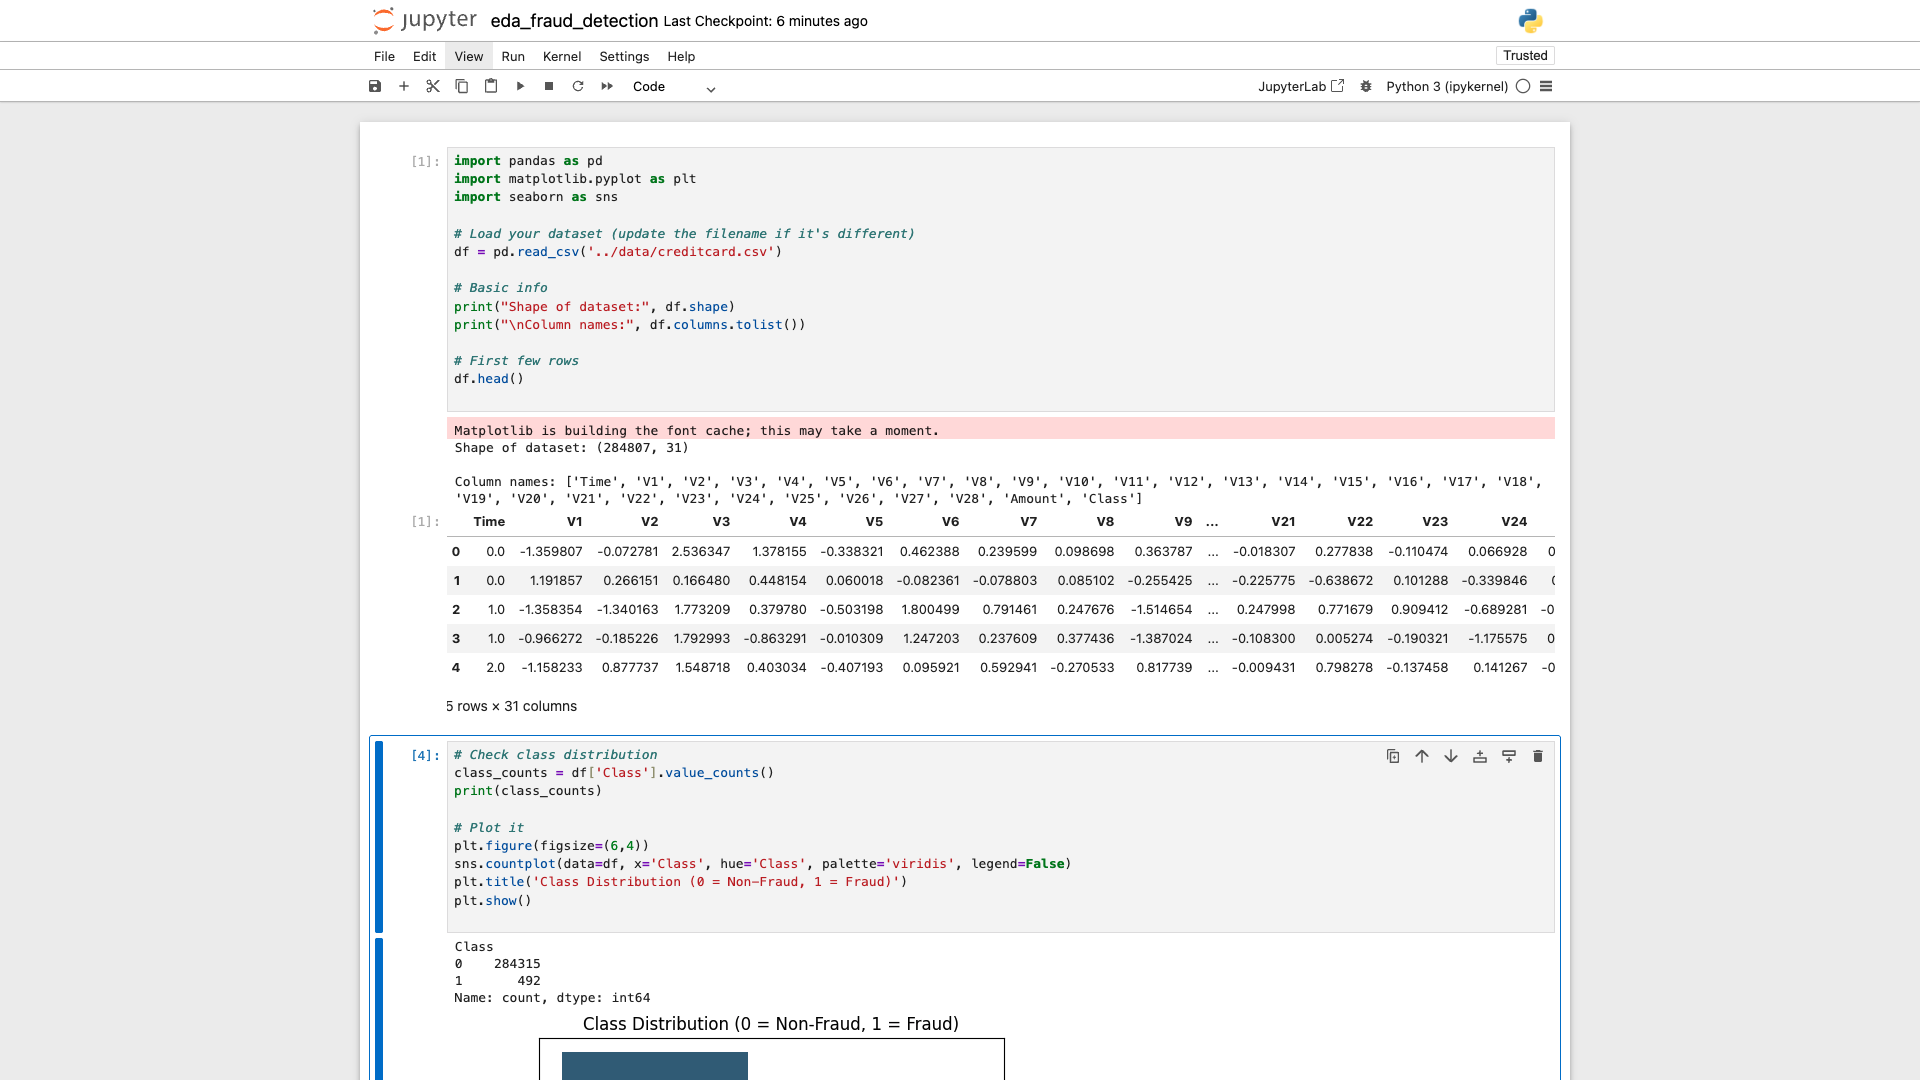 jupyter eda_fraud_detection Last Checkpoint: 6 minutes ago
File Edit View Run Kernel Settings Help Trusted
Code JupyterLab Python 3 (ipykernel)
[1]: import pandas as pd
import matplotlib.pyplot as plt
import seaborn as sns
# Load your dataset (update the filename if it's different)
df = pd.read_csv('../data/creditcard.csv')
# Basic info
print("Shape of dataset:", df.shape)
print("\nColumn names:", df.columns.tolist())
# First few rows
df.head()
Matplotlib is building the font cache; this may take a moment.
Shape of dataset: (284807, 31)
Column names: ['Time', 'V1', 'V2', 'V3', 'V4', 'V5', 'V6', 'V7', 'V8', 'V9', 'V10', 'V11', 'V12', 'V13', 'V14', 'V15', 'V16', 'V17', 'V18',
'V19', 'V20', 'V21', 'V22', 'V23', 'V24', 'V25', 'V26', 'V27', 'V28', 'Amount', 'Class']
[1]: Time V1 V2 V3 V4 V5 V6 V7 V8 V9 ... V21 V22 V23 V24
0 0.0 -1.359807 -0.072781 2.536347 1.378155 -0.338321 0.462388 0.239599 0.098698 0.363787 ... -0.018307 0.277838 -0.110474 0.066928 0
1 0.0 1.191857 0.266151 0.166480 0.448154 0.060018 -0.082361 -0.078803 0.085102 -0.255425 ... -0.225775 -0.638672 0.101288 -0.339846
2 1.0 -1.358354 -1.340163 1.773209 0.379780 -0.503198 1.800499 0.791461 0.247676 -1.514654 ... 0.247998 0.771679 0.909412 -0.689281 -0
3 1.0 -0.966272 -0.185226 1.792993 -0.863291 -0.010309 1.247203 0.237609 0.377436 -1.387024 ... -0.108300 0.005274 -0.190321 -1.175575 0
4 2.0 -1.158233 0.877737 1.548718 0.403034 -0.407193 0.095921 0.592941 -0.270533 0.817739 ... -0.009431 0.798278 -0.137458 0.141267 -0
5 rows × 31 columns
[4]: # Check class distribution
class_counts = df['Class'].value_counts()
print(class_counts)
# Plot it
plt.figure(figsize=(6,4))
sns.countplot(data=df, x='Class', hue='Class', palette='viridis', legend=False)
plt.title('Class Distribution (0 = Non-Fraud, 1 = Fraud)')
plt.show()
Class
0 284315
1 492
Name: count, dtype: int64
Class Distribution (0 = Non-Fraud, 1 = Fraud)